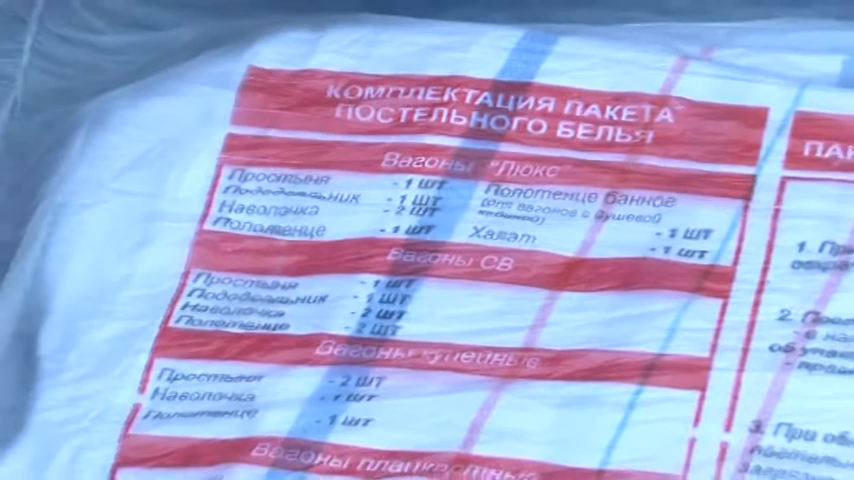 КОМПЛЕКТАЦИЯ ПАКЕТА
ПОСТЕЛЬНОГО БЕЛЬЯ
Вагоны "Люкс"
Простыня - 1 шт
Пододеяльник - 1 шт
Наволочка - 2 шт
Полотенце - 1 шт
Полотенце банное
(для вагонов с душевой
кабиной) - 1 шт
Халат - 1 шт
Вагоны СВ
Простыня - 1 шт
Пододеяльник - 1 шт
Наволочка - 2 шт
Полотенце - 2 шт
Вагоны купейные
Простыня - 2 шт
Наволочка - 1 шт
Полотенце - 1 шт
Вагоны плацкартные
1.
2.
3. При